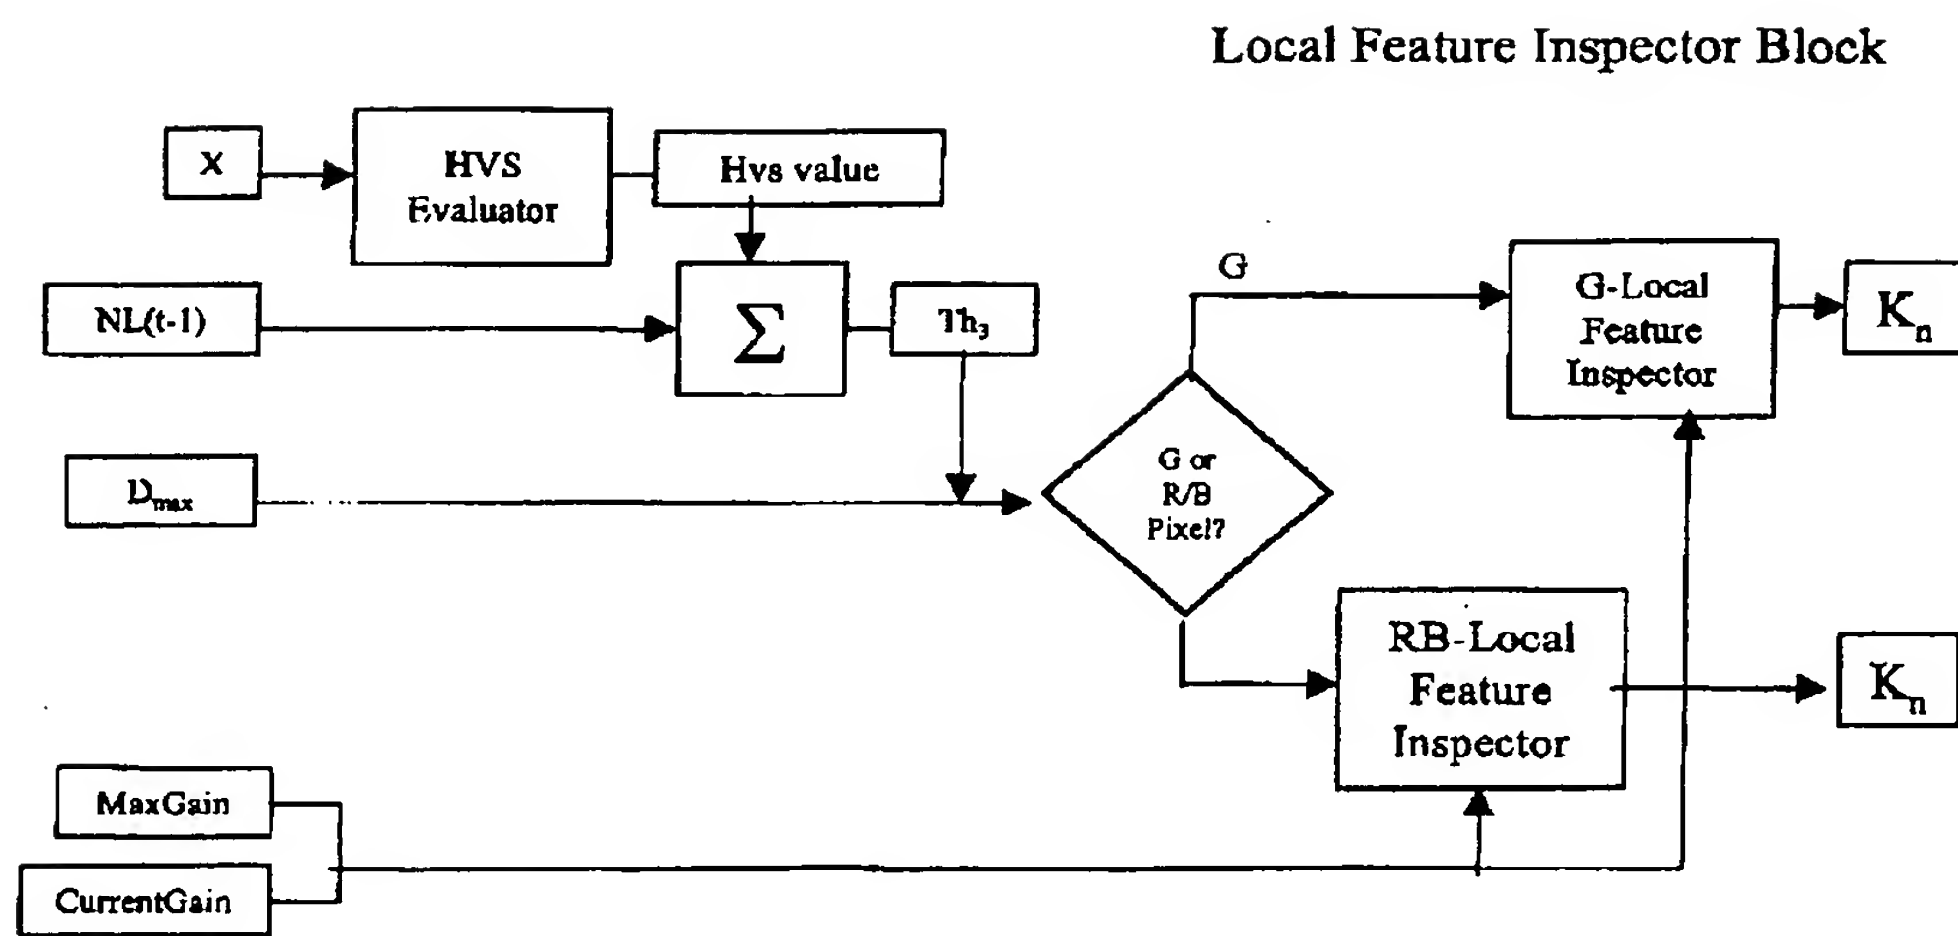 Local Feature Inspector Block
X
HVS
Evaluator
Hvs value
NL(t-1)
Σ
Th₃
G
G-Local
Feature
Inspector
Kₙ
Dmax
G or
R/B
Pixel?
RB-Local
Feature
Inspector
Kₙ
MaxGain
CurrentGain